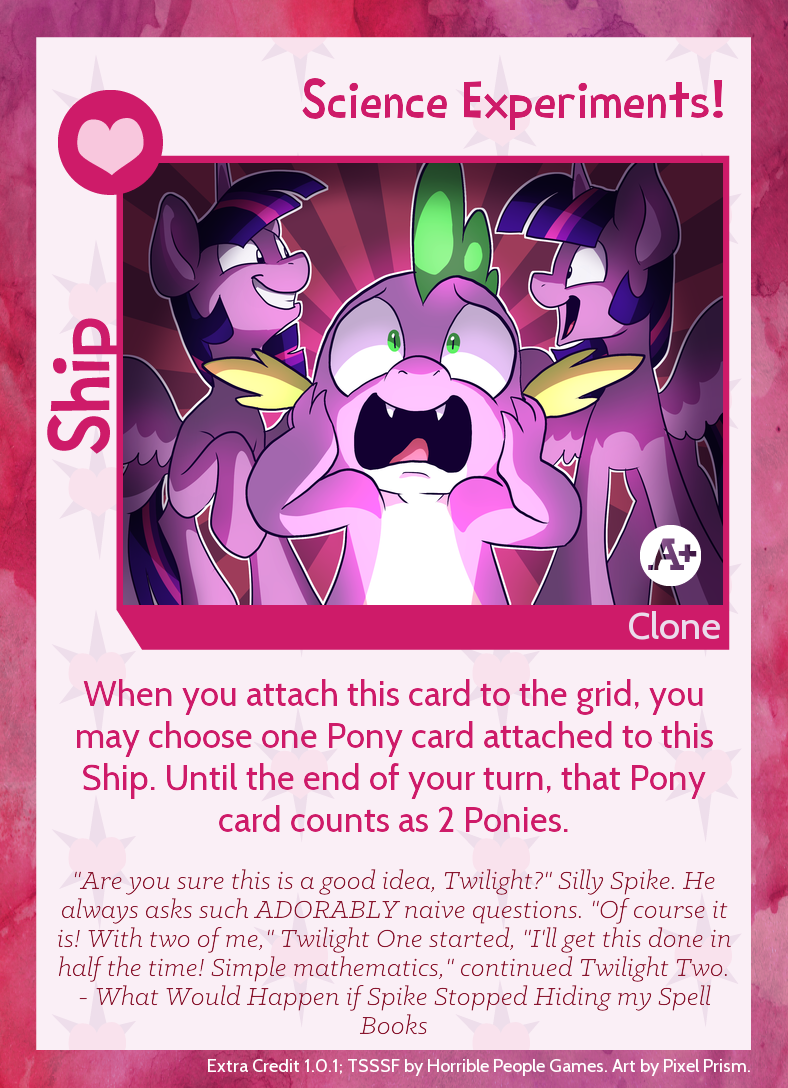 Science Experiments!
Ship
A+
Clone
When you attach this card to the grid, you
may choose one Pony card attached to this
Ship. Until the end of your turn, that Pony
card counts as 2 Ponies.
"Are you sure this is a good idea, Twilight?" Silly Spike. He
always asks such ADORABLY naive questions. "Of course it
is! With two of me," Twilight One started, "I'll get this done in
half the time! Simple mathematics," continued Twilight Two.
- What Would Happen if Spike Stopped Hiding my Spell
Books
Extra Credit 1.0.1; TSSSF by Horrible People Games. Art by Pixel Prism.